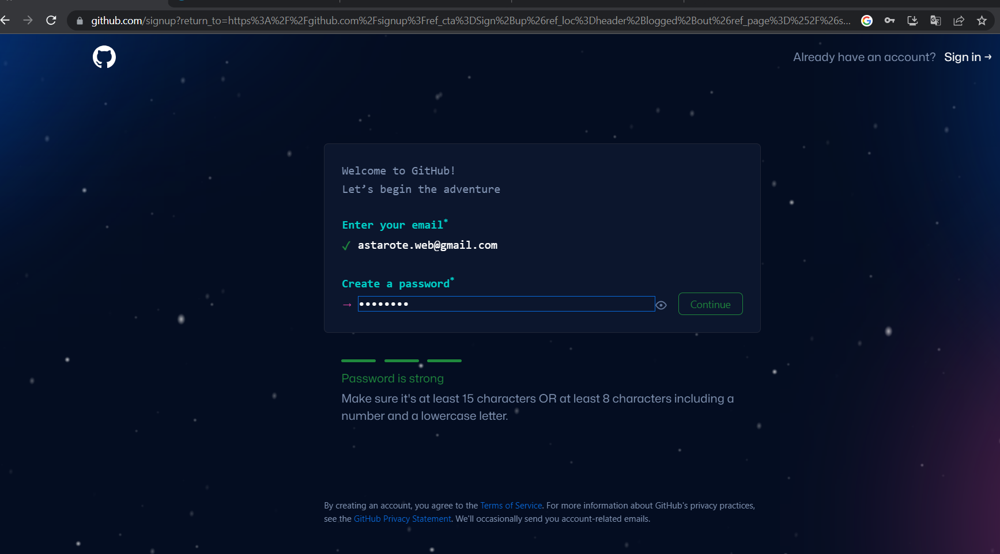 github.com/signup?return_to=https%3A%2F%2Fgithub.com%2Fsignup%3Fref_cta%3DSign%2Bup%26ref_loc%3Dheader%2Blogged%2Bout%26ref_page%3D%252F%26s...
Already have an account? Sign in →
Welcome to GitHub!
Let’s begin the adventure
Enter your email*
✓ astarote.web@gmail.com
Create a password*
→ •••••••• Continue
Password is strong
Make sure it's at least 15 characters OR at least 8 characters including a
number and a lowercase letter.
By creating an account, you agree to the Terms of Service. For more information about GitHub's privacy practices,
see the GitHub Privacy Statement. We'll occasionally send you account-related emails.